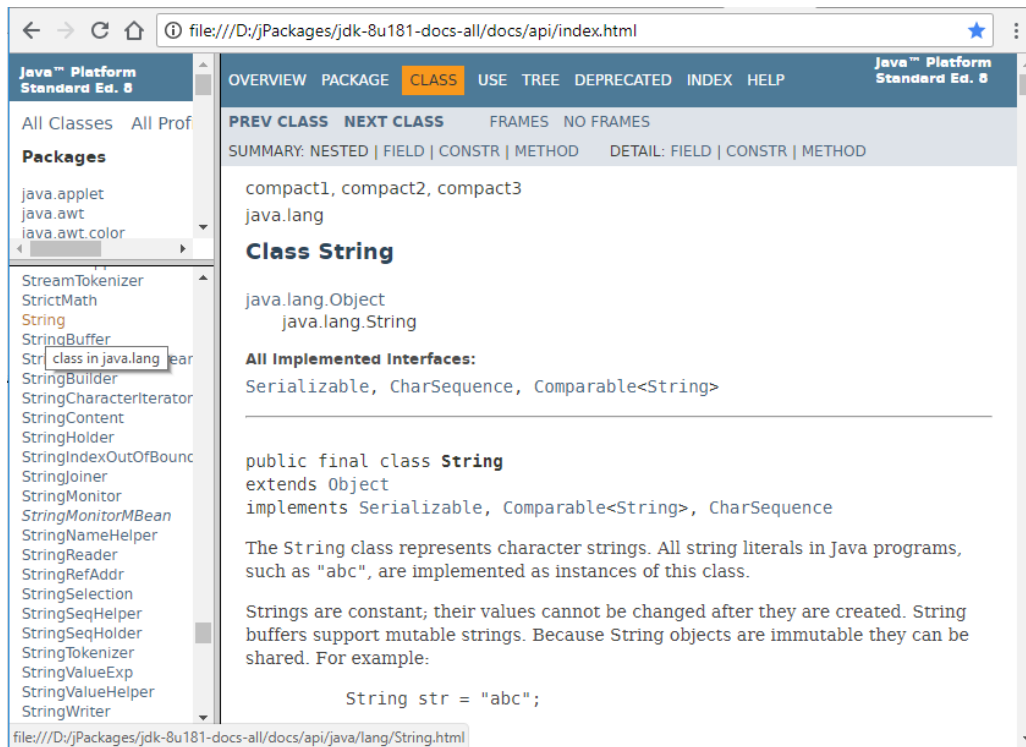 file:///D:/jPackages/jdk-8u181-docs-all/docs/api/index.html
Java™ Platform
Standard Ed. 8
All Classes All Prof
Packages
java.applet
java.awt
java.awt.color
StreamTokenizer
StrictMath
String
StringBuffer
class in java.lang
StringBuilder
StringCharacterIterator
StringContent
StringHolder
StringIndexOutOfBound
StringJoiner
StringMonitor
StringMonitorMBean
StringNameHelper
StringReader
StringRefAddr
StringSelection
StringSeqHelper
StringSeqHolder
StringTokenizer
StringValueExp
StringValueHelper
StringWriter
file:///D:/jPackages/jdk-8u181-docs-all/docs/api/java/lang/String.html
OVERVIEW PACKAGE CLASS USE TREE DEPRECATED INDEX HELP
Java™ Platform
Standard Ed. 8
PREV CLASS NEXT CLASS FRAMES NO FRAMES
SUMMARY: NESTED | FIELD | CONSTR | METHOD DETAIL: FIELD | CONSTR | METHOD
compact1, compact2, compact3
java.lang
Class String
java.lang.Object
java.lang.String
All Implemented Interfaces:
Serializable, CharSequence, Comparable<String>
public final class String
extends Object
implements Serializable, Comparable<String>, CharSequence
The String class represents character strings. All string literals in Java programs,
such as "abc", are implemented as instances of this class.
Strings are constant; their values cannot be changed after they are created. String
buffers support mutable strings. Because String objects are immutable they can be
shared. For example:
String str = "abc";